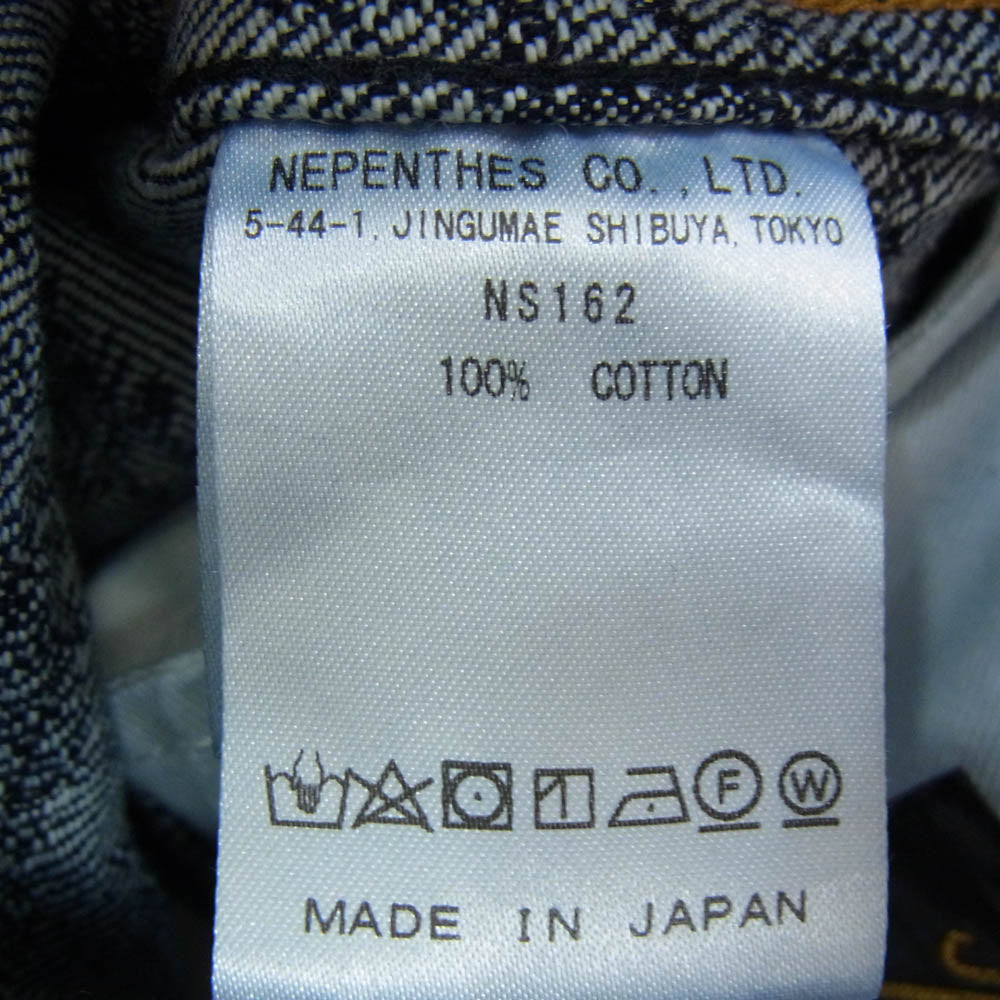 NEPENTHES CO.,LTD.
5-44-1, JINGUMAE SHIBUYA, TOKYO
NS162
100% COTTON
F W
MADE IN JAPAN